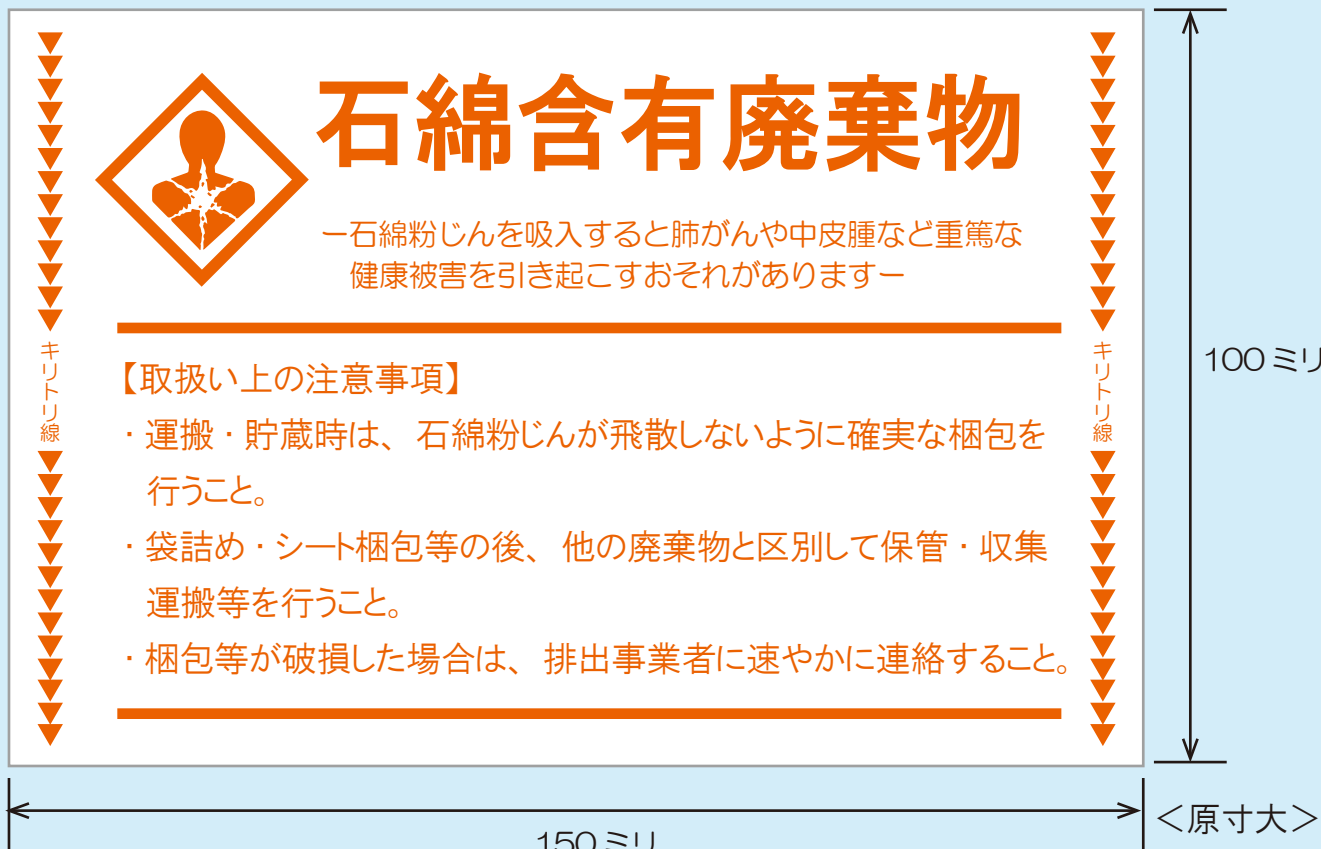 石綿含有廃棄物
ー石綿粉じんを吸入すると肺がんや中皮腫など重篤な
健康被害を引き起こすおそれがありますー
キリトリ線
キリトリ線
【取扱い上の注意事項】
・運搬・貯蔵時は、石綿粉じんが飛散しないように確実な梱包を
行うこと。
・袋詰め・シート梱包等の後、他の廃棄物と区別して保管・収集
運搬等を行うこと。
・梱包等が破損した場合は、排出事業者に速やかに連絡すること。
100ミリ
150ミリ
＜原寸大＞